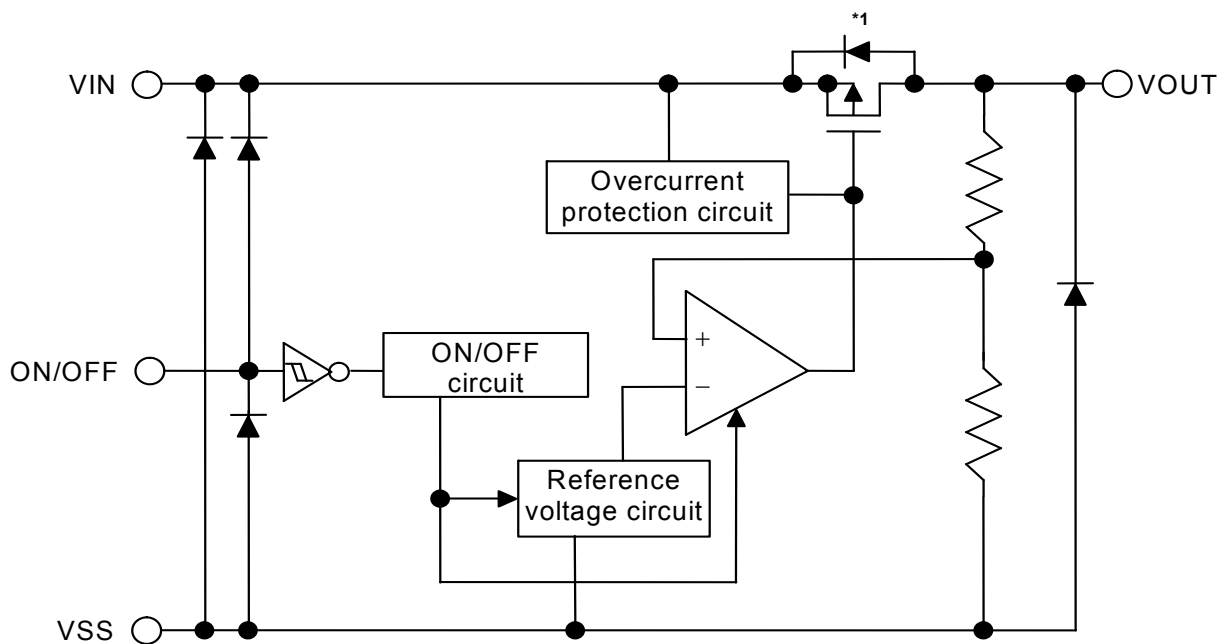 *1
VIN
VOUT
Overcurrent
protection circuit
+
−
ON/OFF
ON/OFF
circuit
Reference
voltage circuit
VSS